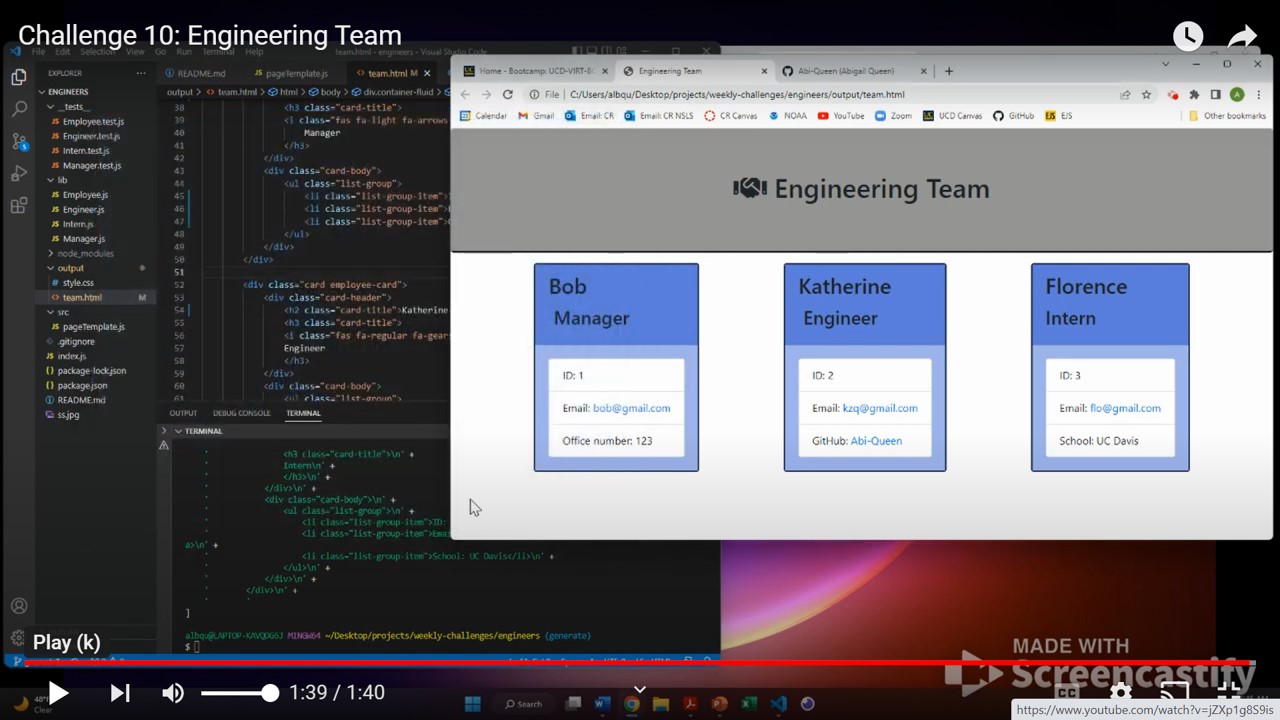 Challenge 10: Engineering Team
File Edit Selection View Go Run Terminal Help
team.html - engineers - Visual Studio Code
EXPLORER
ENGINEERS
__tests__
Employee.test.js
Engineer.test.js
Intern.test.js
Manager.test.js
lib
Employee.js
Engineer.js
Intern.js
Manager.js
node_modules
output
style.css
team.html M
src
pageTemplate.js
.gitignore
index.js
package-lock.json
package.json
README.md
ss.jpg
README.md
pageTemplate.js
team.html M
output > team.html > html > body > div.container-fluid
38 <h3 class="card-title">
39 <i class="fas fa-light fa-arrows
40 Manager
41 </h3>
42 </div>
43 <div class="card-body">
44 <ul class="list-group">
45 <li class="list-group-item">
46 <li class="list-group-item">
47 <li class="list-group-item">
48 </ul>
49 </div>
50 </div>
51
52 <div class="card employee-card">
53 <div class="card-header">
54 <h2 class="card-title">Katherine
55 <h3 class="card-title">
56 <i class="fas fa-regular fa-gears
57 Engineer
58 </h3>
59 </div>
60 <div class="card-body">
61 <ul class="list-group">
OUTPUT DEBUG CONSOLE TERMINAL
TERMINAL
' <h3 class="card-title">\n' +
' Intern\n' +
' </h3>\n' +
' </div>\n' +
' <div class="card-body">\n' +
' <ul class="list-group">\n' +
' <li class="list-group-item">ID:
' <li class="list-group-item">Ema
a>\n' +
' <li class="list-group-item">School: UC Davis</li>\n' +
' </ul>\n' +
' </div>\n' +
' </div>\n' +
]
albqu@LAPTOP-KAVQDG6J MINGW64 ~/Desktop/projects/weekly-challenges/engineers (generate)
$
Home - Bootcamp: UCD-VIRT-BO
Engineering Team
Abi-Queen (Abigail Queen)
File C:/Users/albqu/Desktop/projects/weekly-challenges/engineers/output/team.html
A
Calendar Gmail Email: CR Email: CR NSLS CR Canvas NOAA YouTube Zoom UCD Canvas GitHub EJS Other bookmarks
Engineering Team
Bob
Manager
ID: 1
Email: bob@gmail.com
Office number: 123
Katherine
Engineer
ID: 2
Email: kzq@gmail.com
GitHub: Abi-Queen
Florence
Intern
ID: 3
Email: flo@gmail.com
School: UC Davis
MADE WITH
Screencastify
Play (k)
1:39 / 1:40
48°F
Clear
Search
CC
https://www.youtube.com/watch?v=jZXp1g8S9is